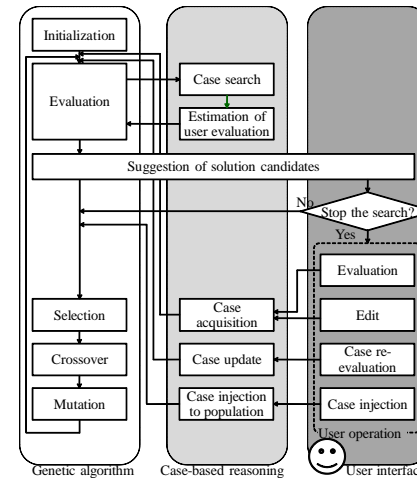 Initialization
Evaluation
Case search
Estimation of
user evaluation
Suggestion of solution candidates
No
Stop the search?
Yes
Evaluation
Selection
Case
acquisition
Edit
Crossover
Case update
Case re-
evaluation
Mutation
Case injection
to population
Case injection
User operation
Genetic algorithm
Case-based reasoning
User interfac